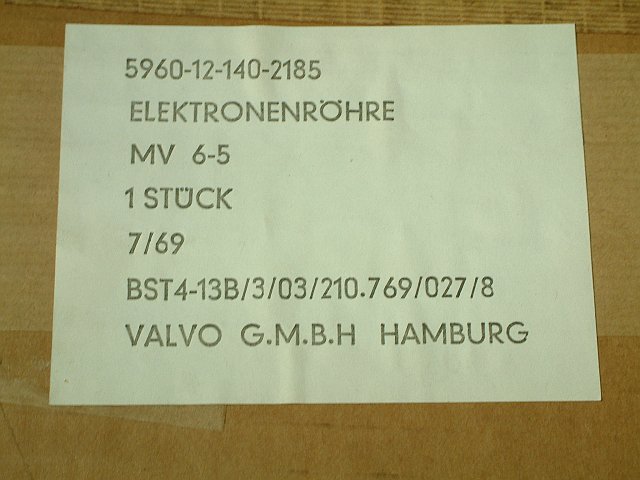 5960-12-140-2185
ELEKTRONENRÖHRE
MV 6-5
1 STÜCK
7/69
BST4-13B/3/03/210.769/027/8
VALVO G.M.B.H HAMBURG